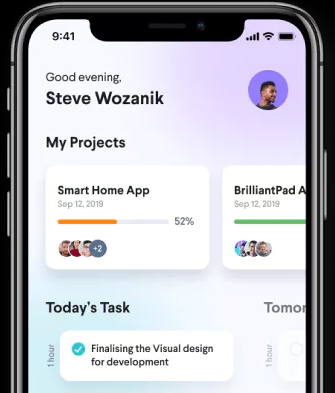 9:41
Good evening,
Steve Wozanik
My Projects
Smart Home App
Sep 12, 2019
52%
+2
BrilliantPad A
Sep 12, 2019
Today's Task
Tomor
1 hour
Finalising the Visual design
for development
1 hour